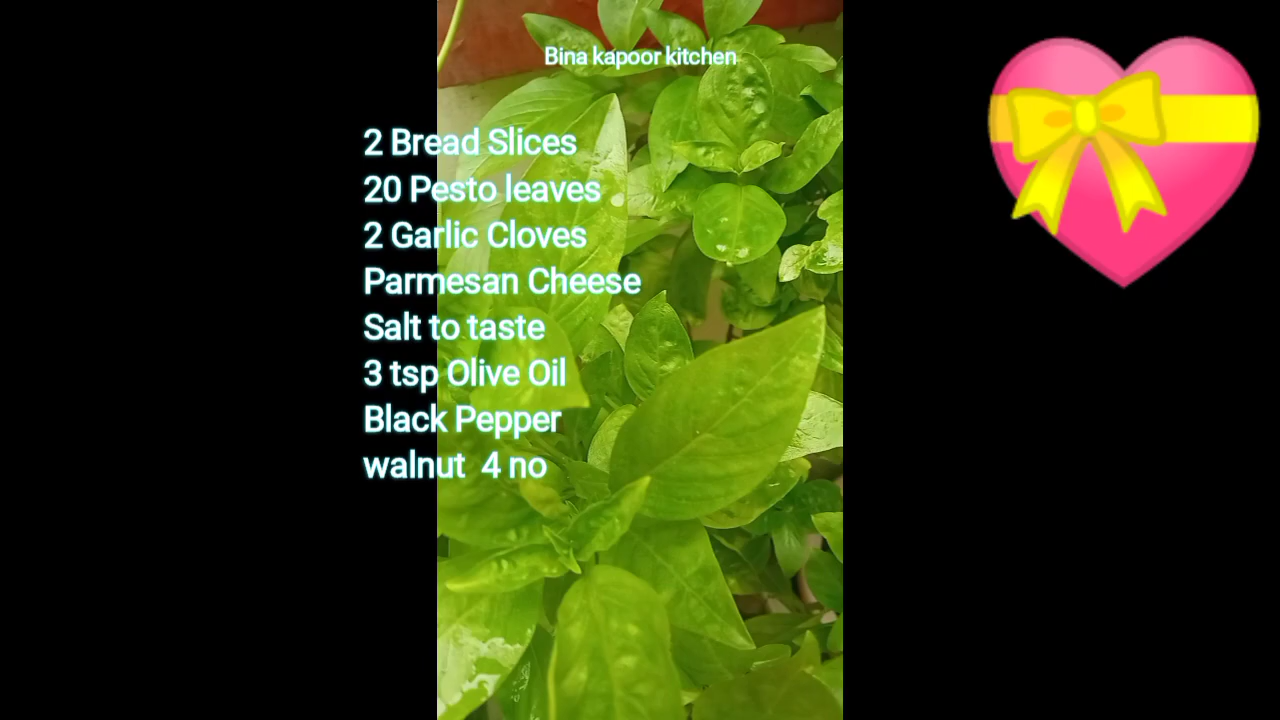 Bina kapoor kitchen
2 Bread Slices
20 Pesto leaves
2 Garlic Cloves
Parmesan Cheese
Salt to taste
3 tsp Olive Oil
Black Pepper
walnut  4 no